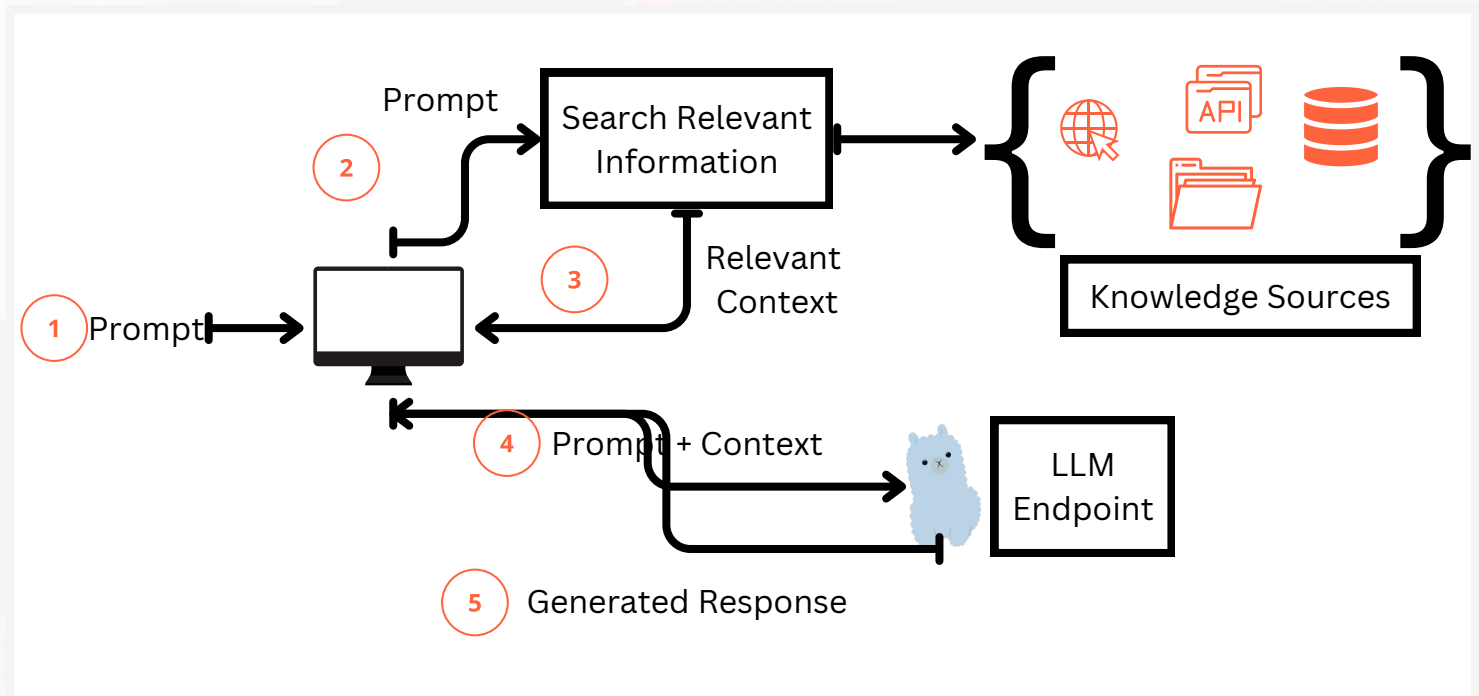 Prompt
2
Search Relevant
Information
API
3
Relevant
Context
Knowledge Sources
1
Prompt
4
Prompt + Context
LLM
Endpoint
5
Generated Response